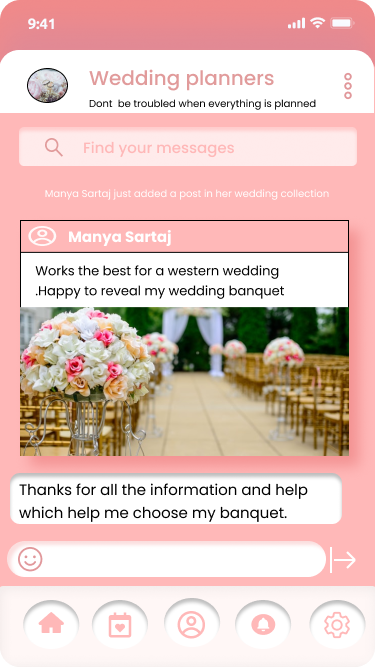 9:41
Wedding planners
Dont be troubled when everything is planned
Find your messages
Manya Sartaj just added a post in her wedding collection
Manya Sartaj
Works the best for a western wedding
.Happy to reveal my wedding banquet
Thanks for all the information and help
which help me choose my banquet.